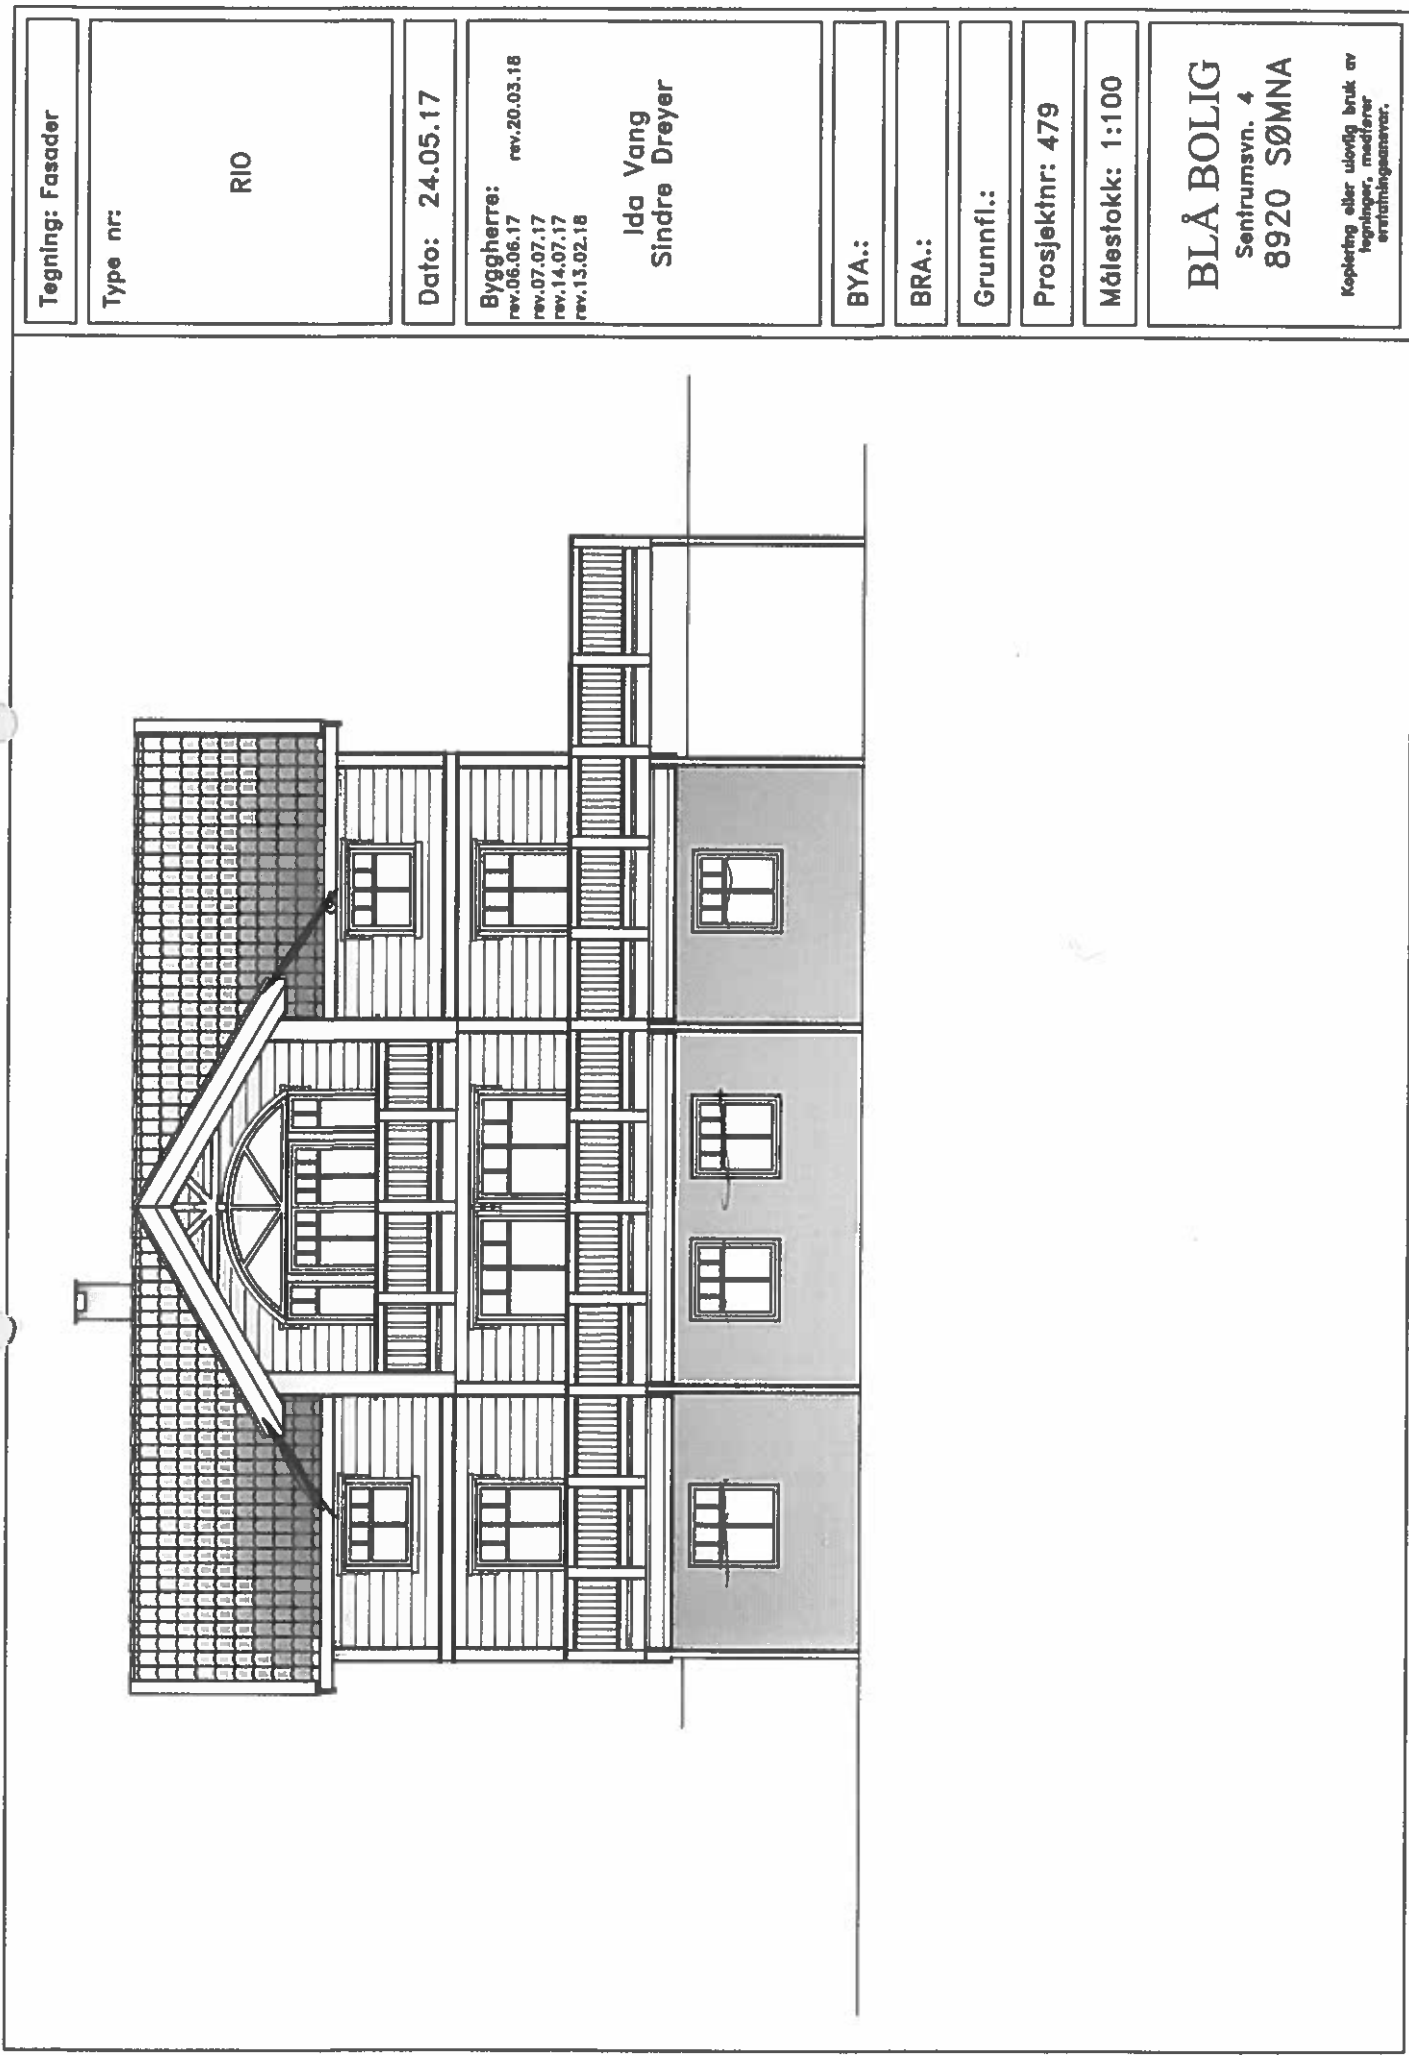 Tegning: Fasader
Type nr:
RIO
Dato: 24.05.17
Byggherre:
rev.06.06.17 rev.20.03.18
rev.07.07.17
rev.14.07.17
rev.13.02.18
Ida Vang
Sindre Dreyer
BYA.:
BRA.:
Grunnfl.:
Prosjektnr: 479
Målestokk: 1:100
BLÅ BOLIG
Sentrumsvn. 4
8920 SØMNA
Kopiering eller ulovlig bruk av
tegninger, medfører
erstatningsansvar.